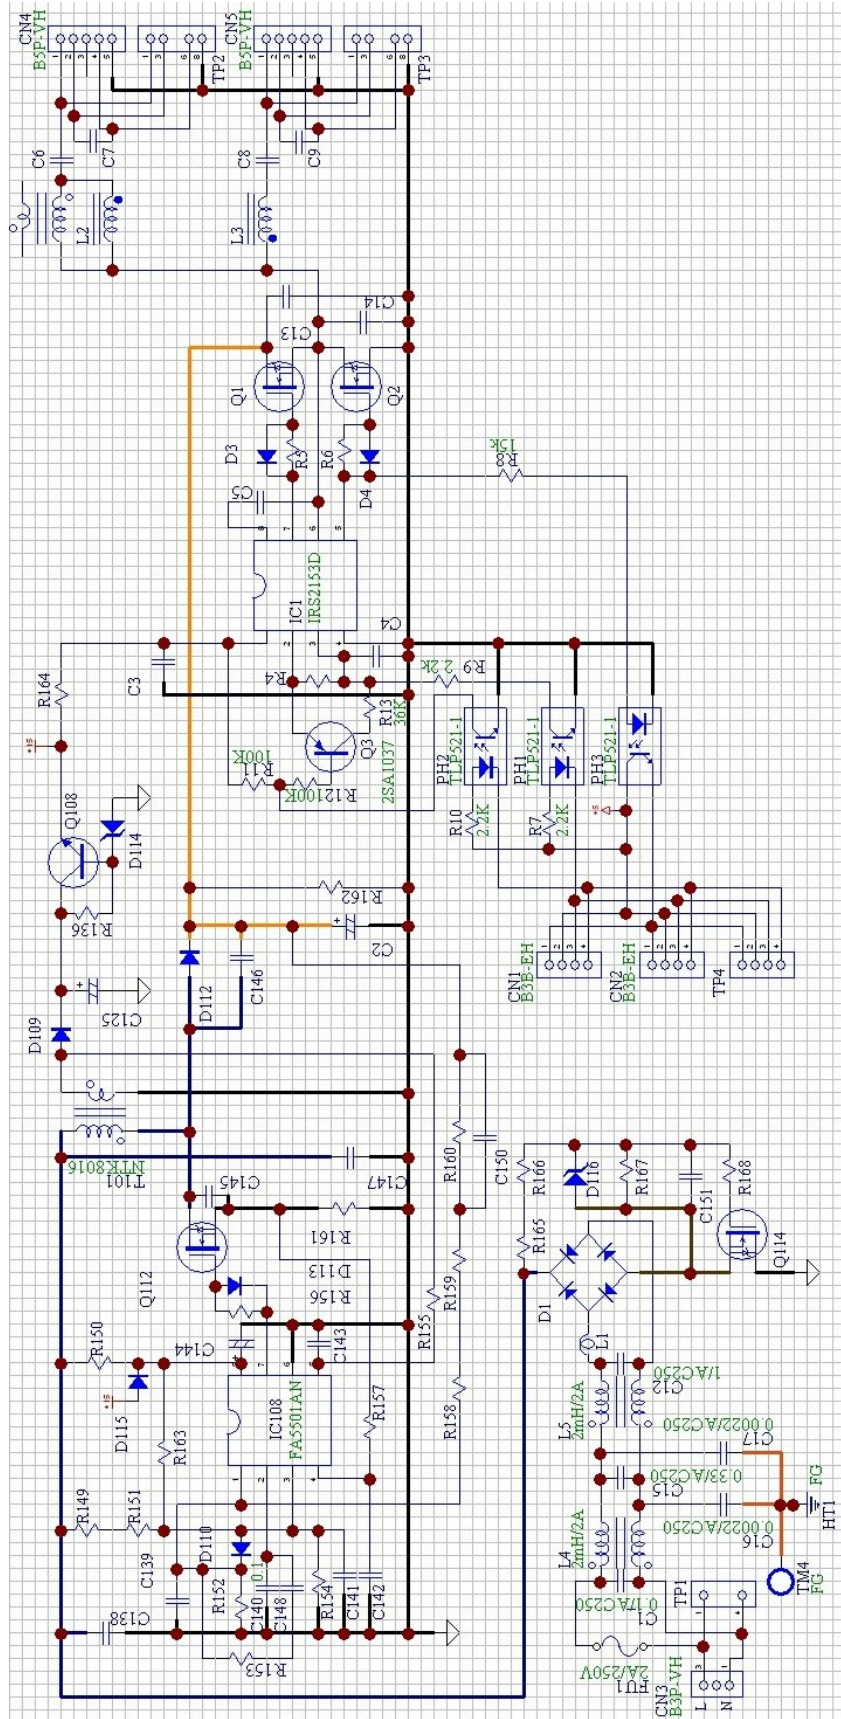 CN4
B5P-VH
TP2
CN5
B5P-VH
TP3
C6
C7
C8
C9
L2
L3
C14
C13
Q1
Q2
D3
R5
R6
D4
15k
R8
C5
IC1
IRS2153D
C4
R164
C3
R4
2.2k
R9
R13
36K
Q3
2SA1037
100K
R11
R12
100K
PH2
TLP521-1
PH1
TLP521-1
PH3
TLP521-1
+15
Q108
D114
R10
2.2K
R7
2.2K
+5
R136
R162
C2
C125
D109
D112
C146
CN1
B3B-EH
CN2
B3B-EH
TP4
T101
NTK8016
C145
C147
R160
C150
R166
D116
R167
C151
R168
R161
D113
R156
Q112
R165
Q114
R159
R155
D1
L1
R150
C144
C143
+15
D115
IC108
FA5501AN
R163
R157
R158
L5
2mH/2A
C12
1/AC250
0.0022/AC250
C17
0.33/AC250
C15
0.0022/AC250
C16
FG
HT1
R149
R151
C139
D110
0.1
R152
C140
C148
R154
C141
C142
C138
R153
L4
2mH/2A
0.1/AC250
C1
TP1
TM4
FG
2A/250V
FU1
CN3
B3P-VH
L
N